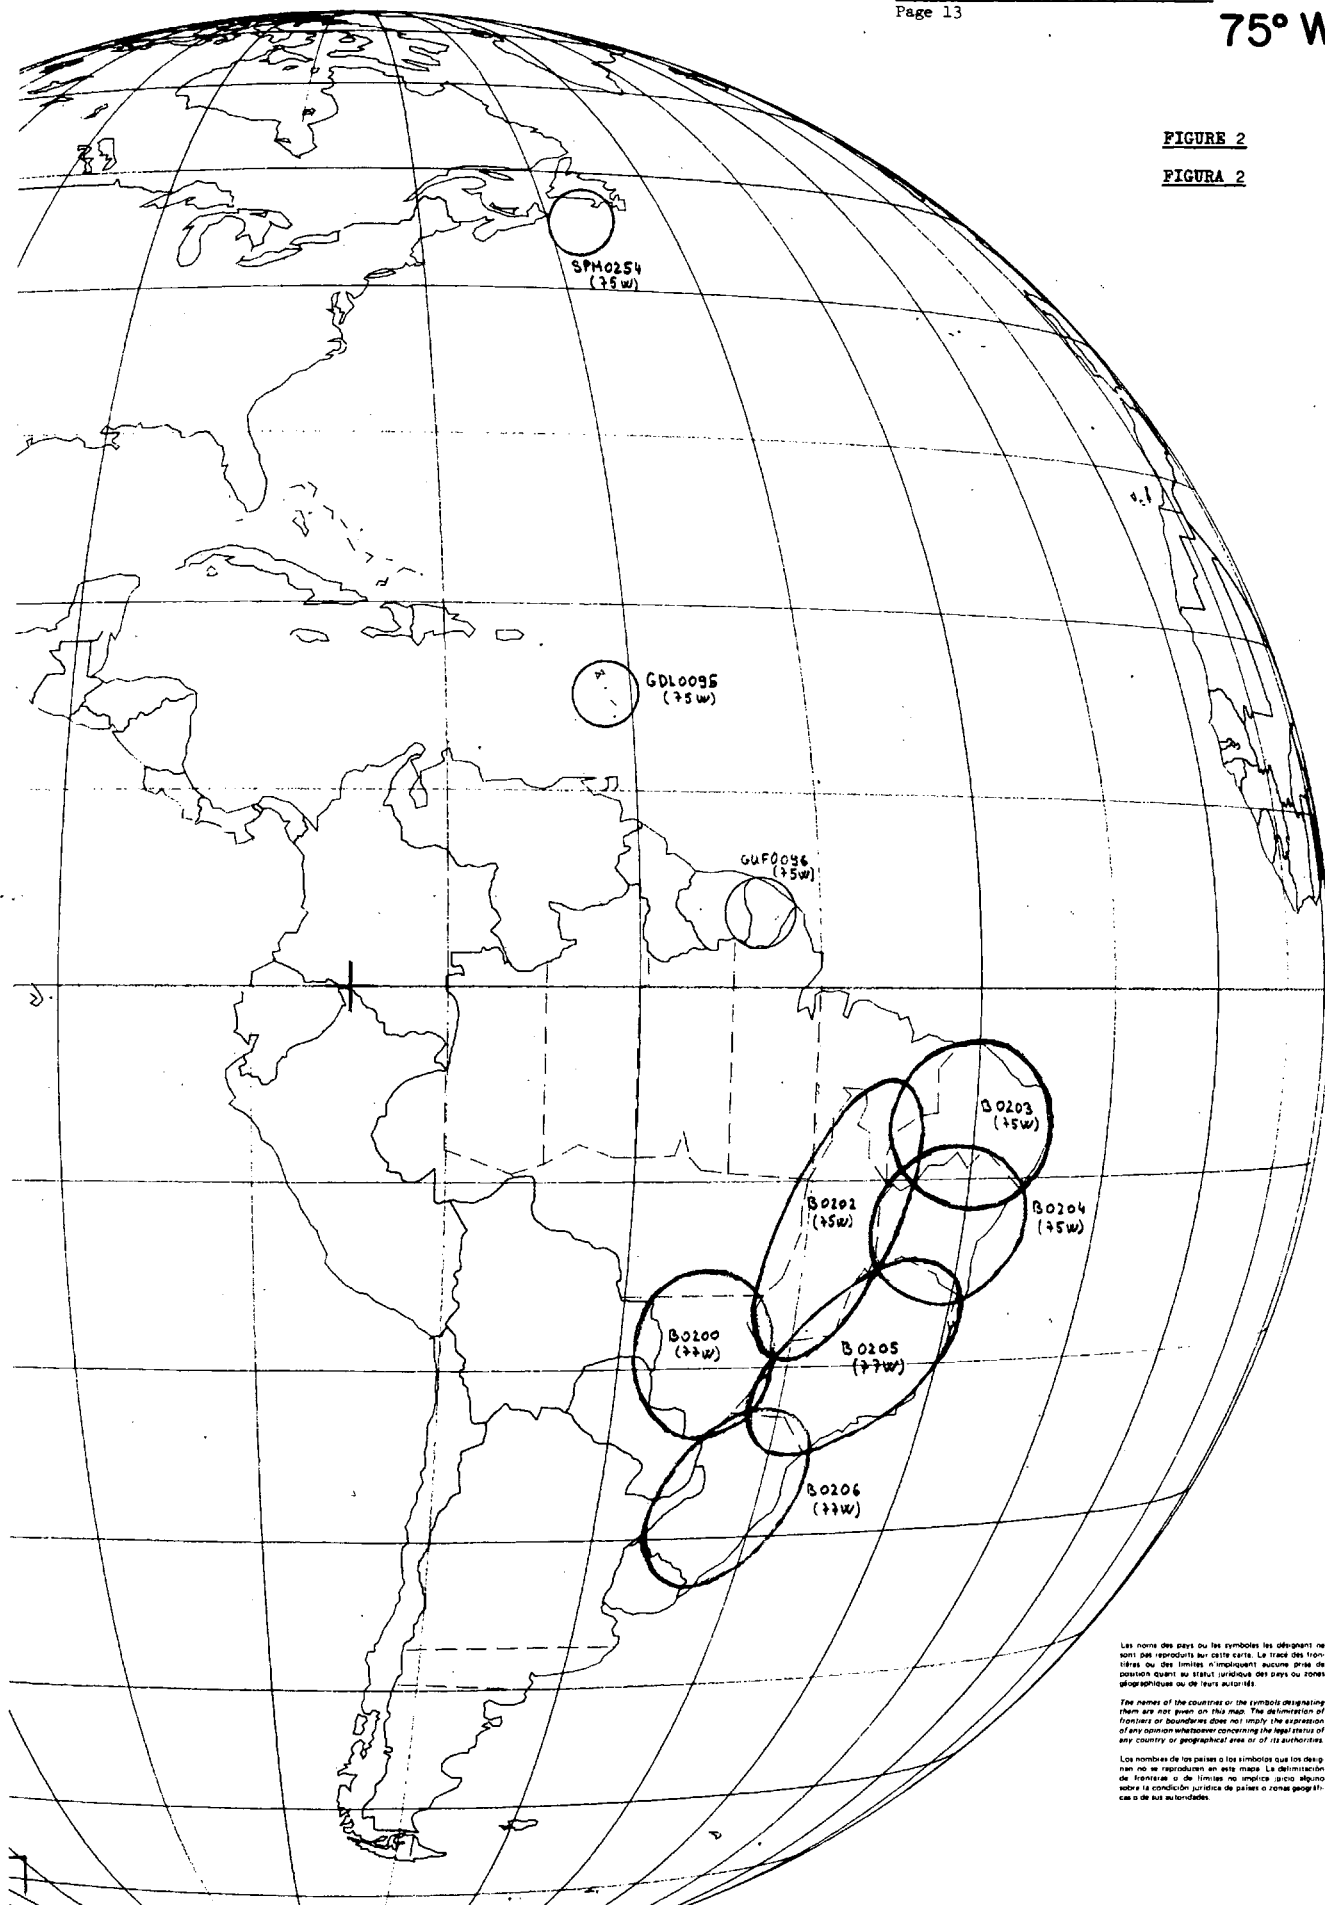 Page 13
75° W
FIGURE 2
FIGURA 2
SPM0254
(75W)
GDL0095
(75W)
GUF0096
(75W)
B0203
(75W)
B0202
(75W)
B0204
(75W)
B0200
(77W)
B0205
(77W)
B0206
(77W)
Les noms des pays ou les symboles les désignant ne
sont pas reproduits sur cette carte. Le tracé des fron-
tières ou des limites n'impliquent aucune prise de
position quant au statut juridique des pays ou zones
géographiques ou de leurs autorités.
The names of the countries or the symbols designating
them are not given on this map. The delimitation of
frontiers or boundaries does not imply the expression
of any opinion whatsoever concerning the legal status of
any country or geographical area or of its authorities.
Los nombres de los países o los símbolos que los desig-
nan no se reproducen en este mapa. La delimitación
de fronteras o de límites no implica juicio alguno
sobre la condición jurídica de países o zonas geográfi-
cas o de sus autoridades.